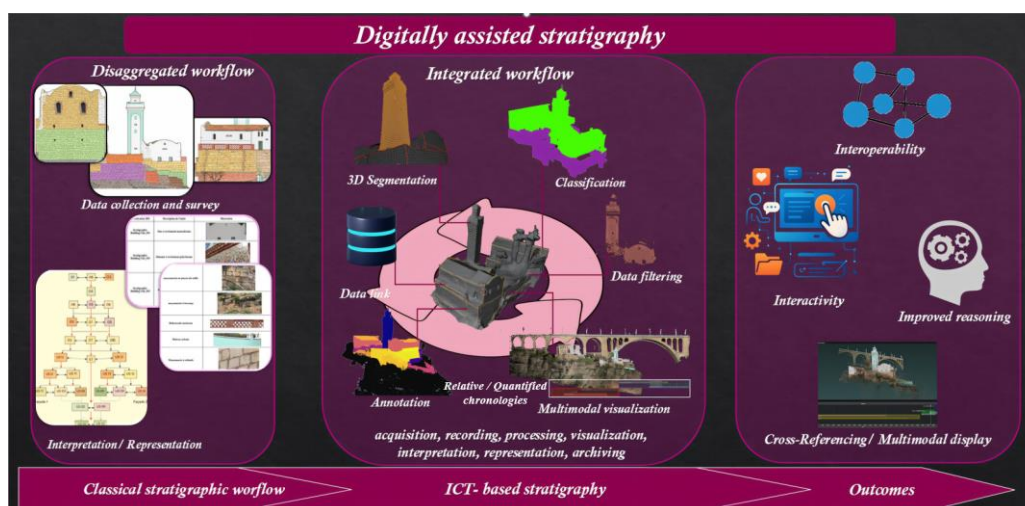 Digitally assisted stratigraphy
Disaggregated workflow
Data collection and survey
Interpretation / Representation
Integrated workflow
3D Segmentation
Classification
Data link
Data filtering
Annotation
Relative / Quantified
chronologies
Multimodal visualization
acquisition, recording, processing, visualization,
interpretation, representation, archiving
Interoperability
Interactivity
Improved reasoning
Cross-Referencing / Multimodal display
Classical stratigraphic worflow
ICT- based stratigraphy
Outcomes